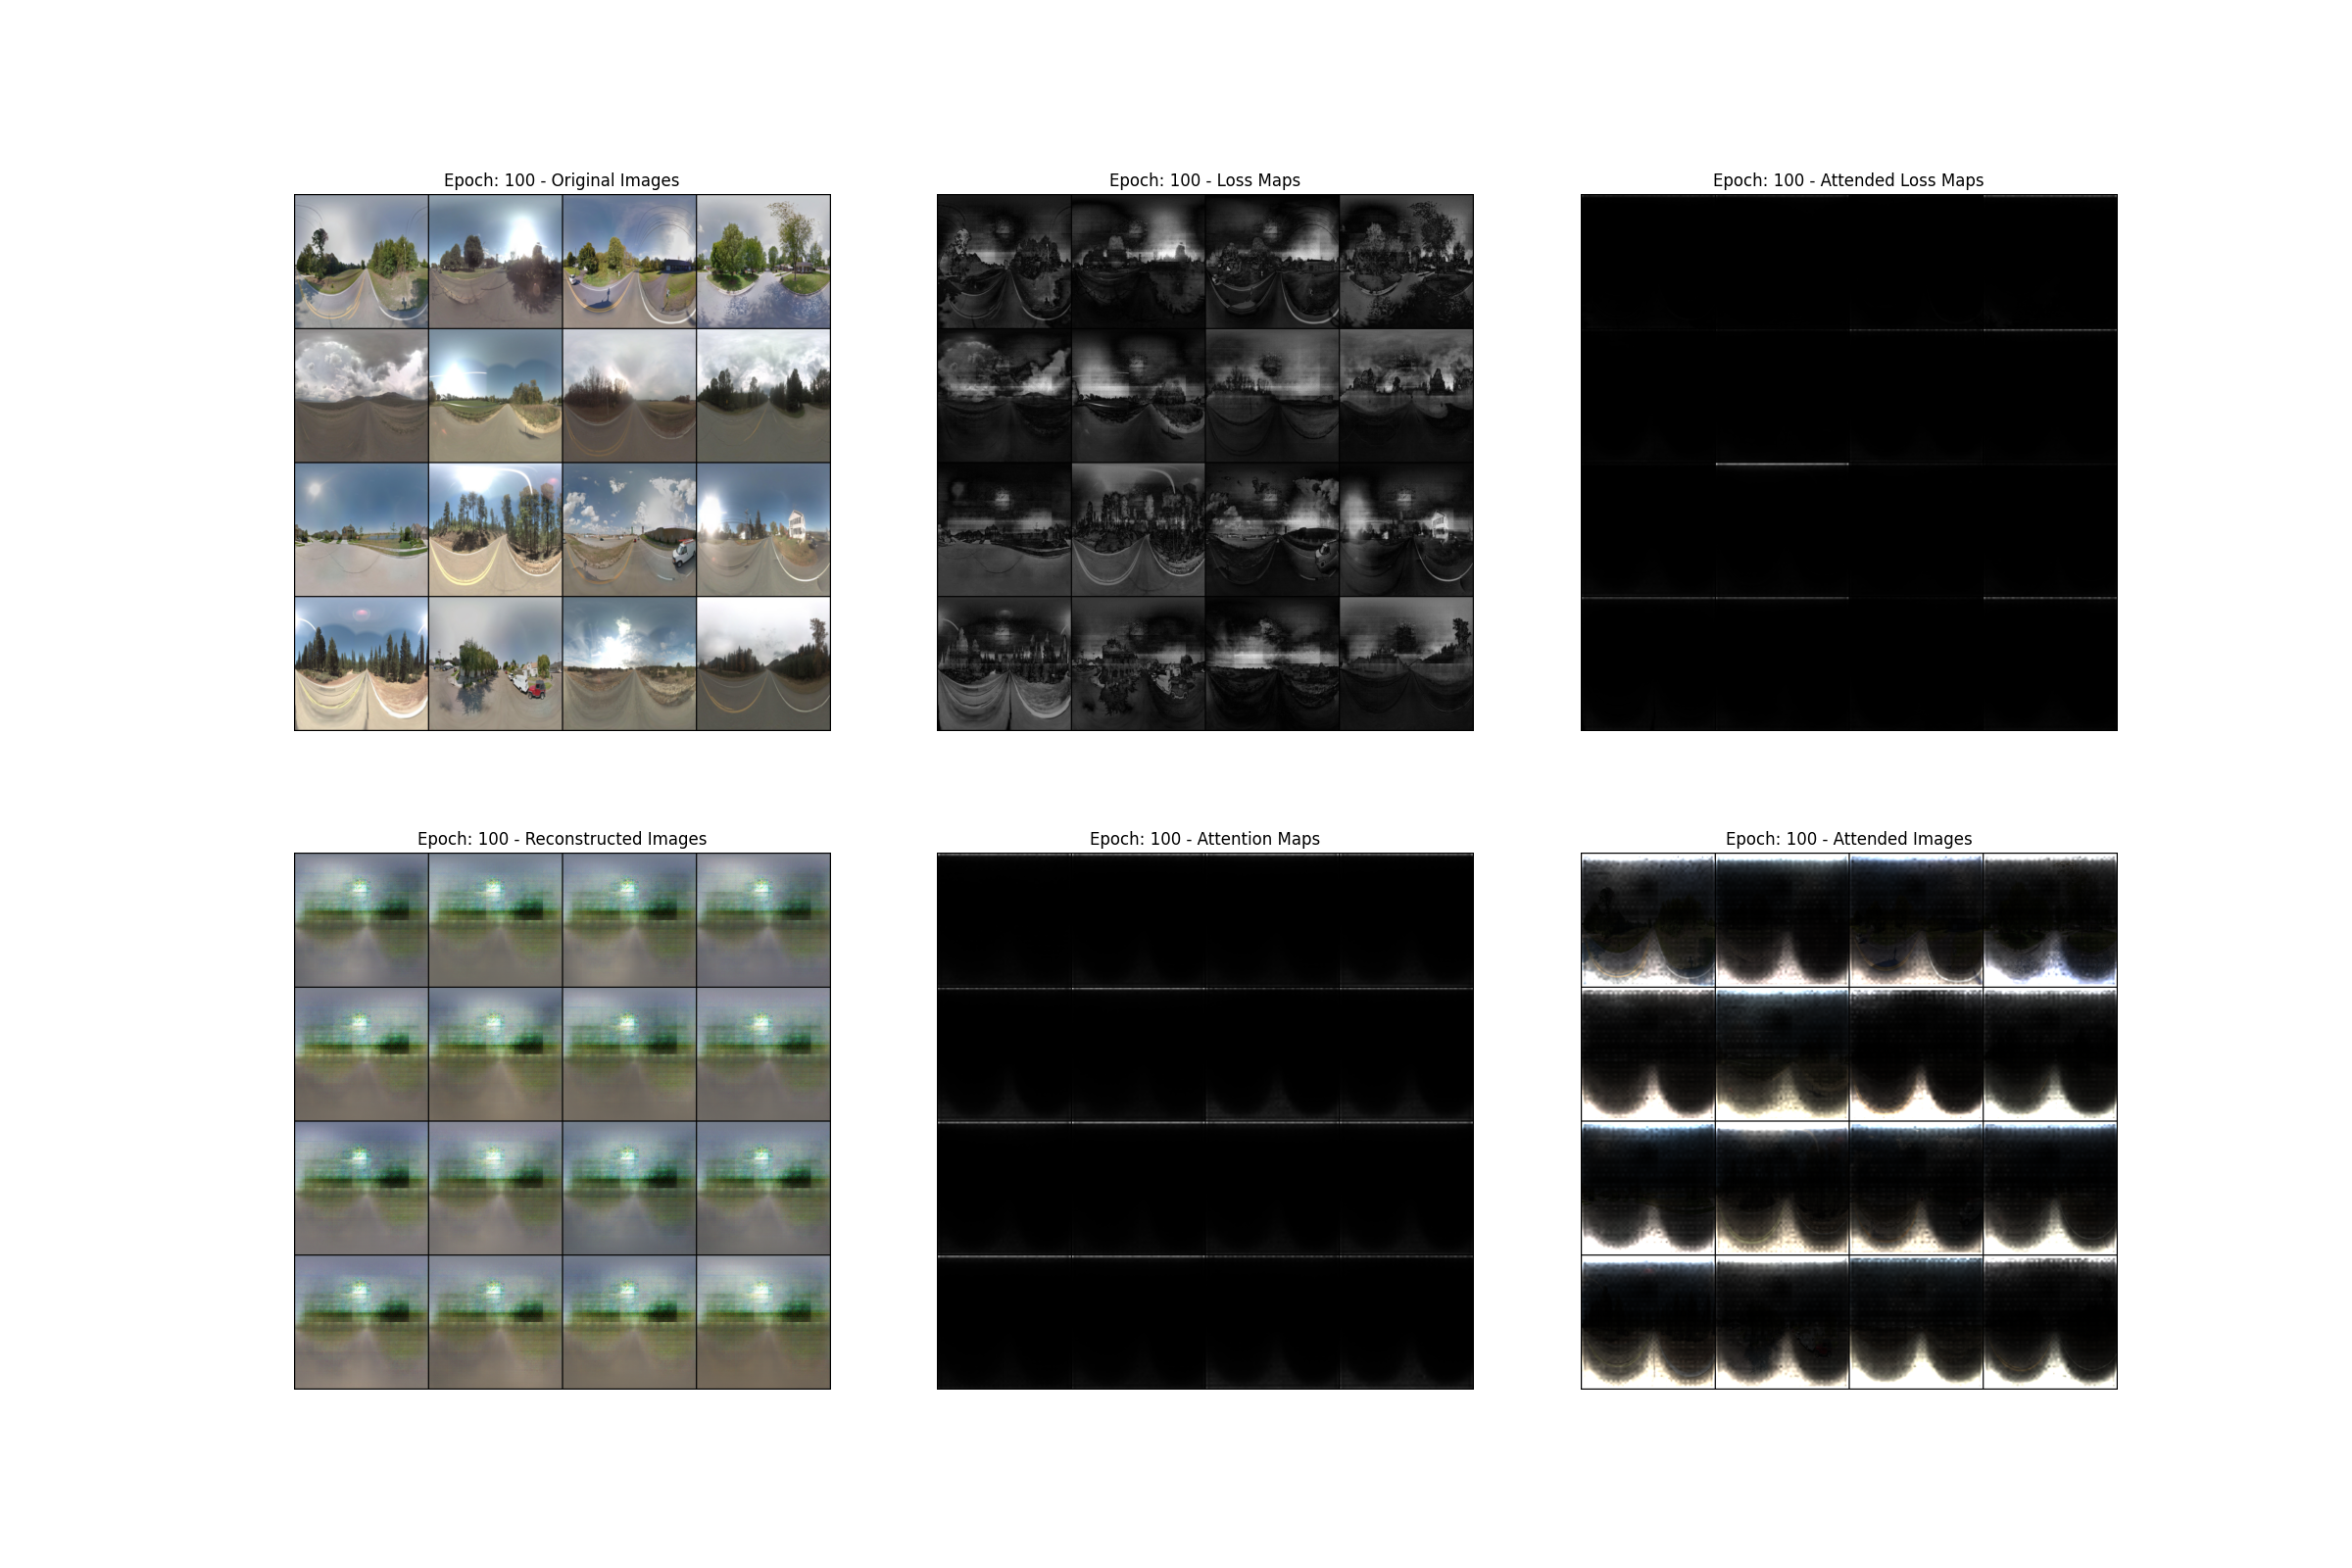 Epoch: 100 - Original Images
Epoch: 100 - Loss Maps
Epoch: 100 - Attended Loss Maps
Epoch: 100 - Reconstructed Images
Epoch: 100 - Attention Maps
Epoch: 100 - Attended Images